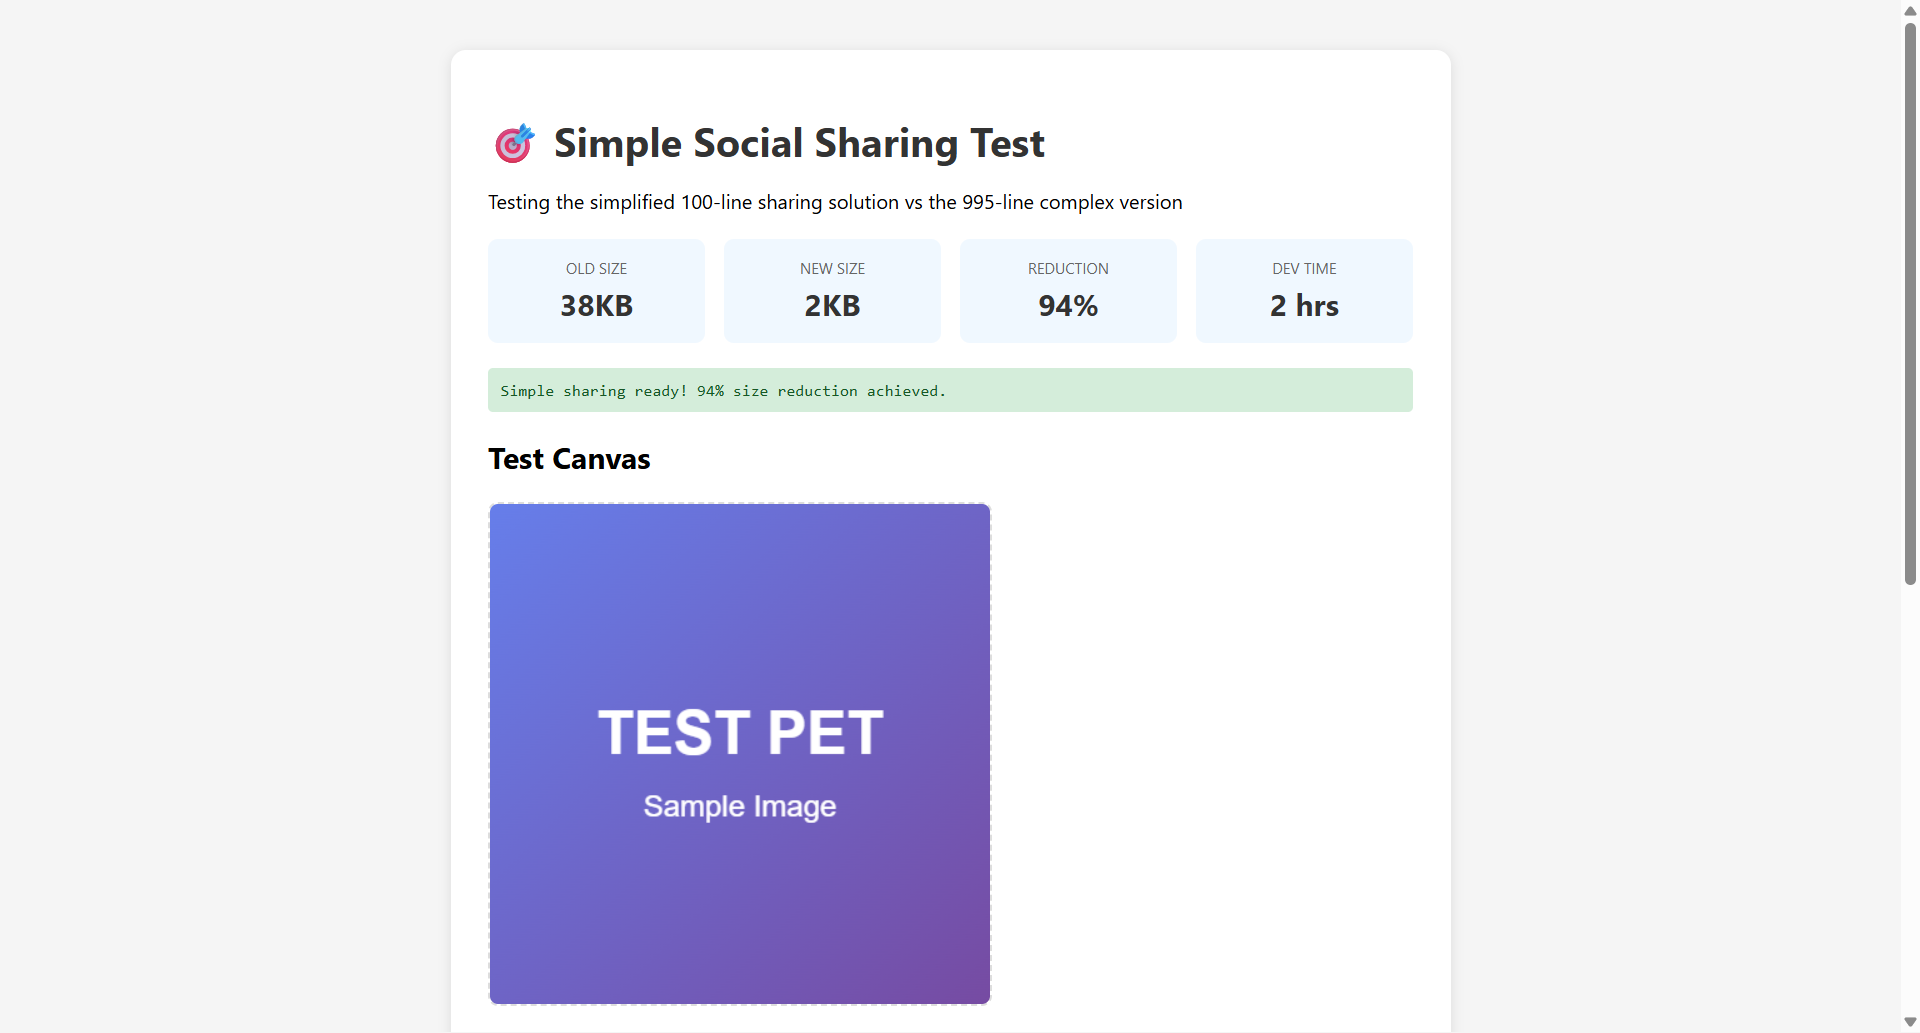 Simple Social Sharing Test
Testing the simplified 100-line sharing solution vs the 995-line complex version
OLD SIZE
38KB
NEW SIZE
2KB
REDUCTION
94%
DEV TIME
2 hrs
Simple sharing ready! 94% size reduction achieved.
Test Canvas
TEST PET
Sample Image